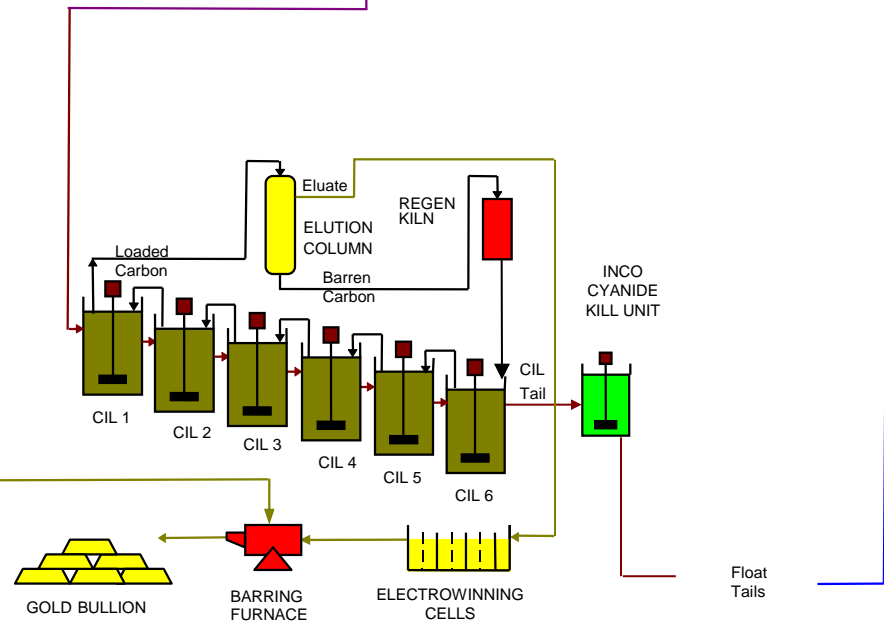 Eluate
ELUTION
COLUMN
REGEN
KILN
Loaded
Carbon
Barren
Carbon
INCO
CYANIDE
KILL UNIT
CIL
Tail
CIL 1
CIL 2
CIL 3
CIL 4
CIL 5
CIL 6
GOLD BULLION
BARRING
FURNACE
ELECTROWINNING
CELLS
Float
Tails